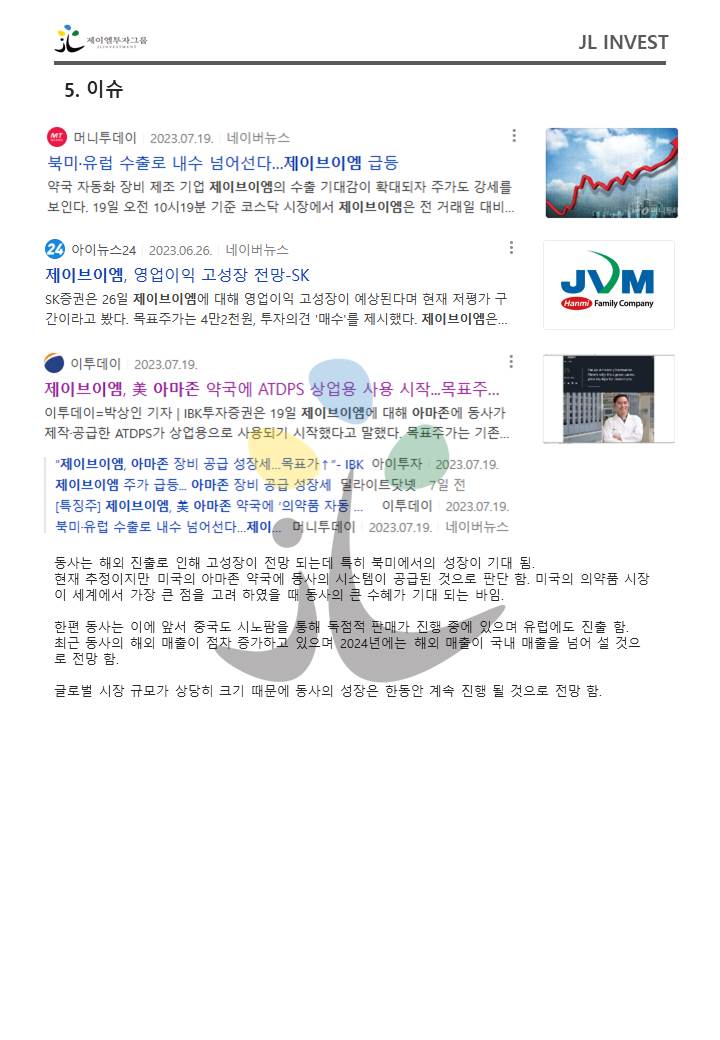 제이엘투자그룹
JL INVESTMENT
JL INVEST
5. 이슈
MT
머니투데이 2023.07.19. 네이버뉴스
북미·유럽 수출로 내수 넘어선다...제이브이엠 급등
약국 자동화 장비 제조 기업 제이브이엠의 수출 기대감이 확대되자 주가도 강세를
보인다. 19일 오전 10시19분 기준 코스닥 시장에서 제이브이엠은 전 거래일 대비...
머니투데
24 아이뉴스24 2023.06.26. 네이버뉴스
제이브이엠, 영업이익 고성장 전망-SK
SK증권은 26일 제이브이엠에 대해 영업이익 고성장이 예상된다며 현재 저평가 구
간이라고 봤다. 목표주가는 4만2천원, 투자의견 '매수'를 제시했다. 제이브이엠은...
JVM
Hanmi Family Company
이투데이 2023.07.19.
제이브이엠, 美 아마존 약국에 ATDPS 상업용 사용 시작...목표주...
이투데이=박상인 기자 | IBK투자증권은 19일 제이브이엠에 대해 아마존에 동사가
제작·공급한 ATDPS가 상업용으로 사용되기 시작했다고 말했다. 목표주가는 기존...
“제이브이엠, 아마존 장비 공급 성장세...목표가↑”- IBK 아이투자 2023.07.19.
제이브이엠 주가 급등... 아마존 장비 공급 성장세 딜라이트닷넷 7일 전
[특징주] 제이브이엠, 美 아마존 약국에 ‘의약품 자동 ... 이투데이 2023.07.19.
북미·유럽 수출로 내수 넘어선다...제이... 머니투데이 2023.07.19. 네이버뉴스
동사는 해외 진출로 인해 고성장이 전망 되는데 특히 북미에서의 성장이 기대 됨.
현재 추정이지만 미국의 아마존 약국에 동사의 시스템이 공급된 것으로 판단 함. 미국의 의약품 시장
이 세계에서 가장 큰 점을 고려 하였을 때 동사의 큰 수혜가 기대 되는 바임.
한편 동사는 이에 앞서 중국도 시노팜을 통해 독점적 판매가 진행 중에 있으며 유럽에도 진출 함.
최근 동사의 해외 매출이 점차 증가하고 있으며 2024년에는 해외 매출이 국내 매출을 넘어 설 것으
로 전망 함.
글로벌 시장 규모가 상당히 크기 때문에 동사의 성장은 한동안 계속 진행 될 것으로 전망 함.